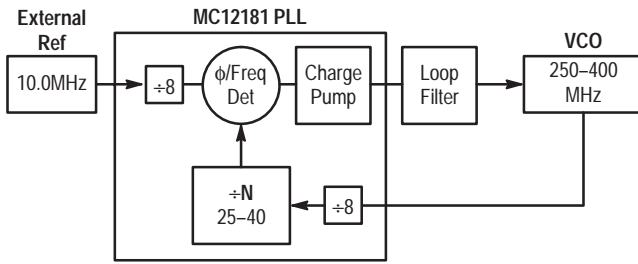 External
Ref
MC12181 PLL
VCO
10.0MHz
÷8
ϕ/Freq
Det
Charge
Pump
Loop
Filter
250–400
MHz
÷N
25–40
÷8